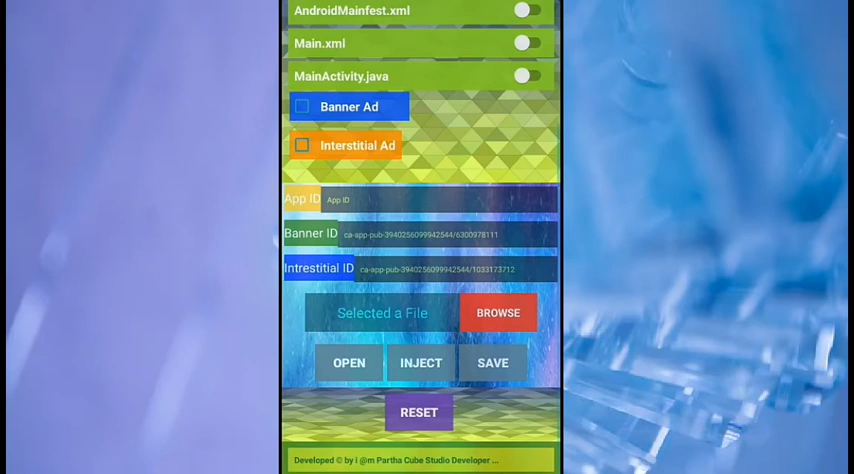 AndroidMainfest.xml
Main.xml
MainActivity.java
Banner Ad
Interstitial Ad
App ID App ID
Banner ID ca-app-pub-3940256099942544/6300978111
Intrestitial ID ca-app-pub-3940256099942544/1033173712
Selected a File BROWSE
OPEN INJECT SAVE
RESET
Developed © by i @m Partha Cube Studio Developer ...